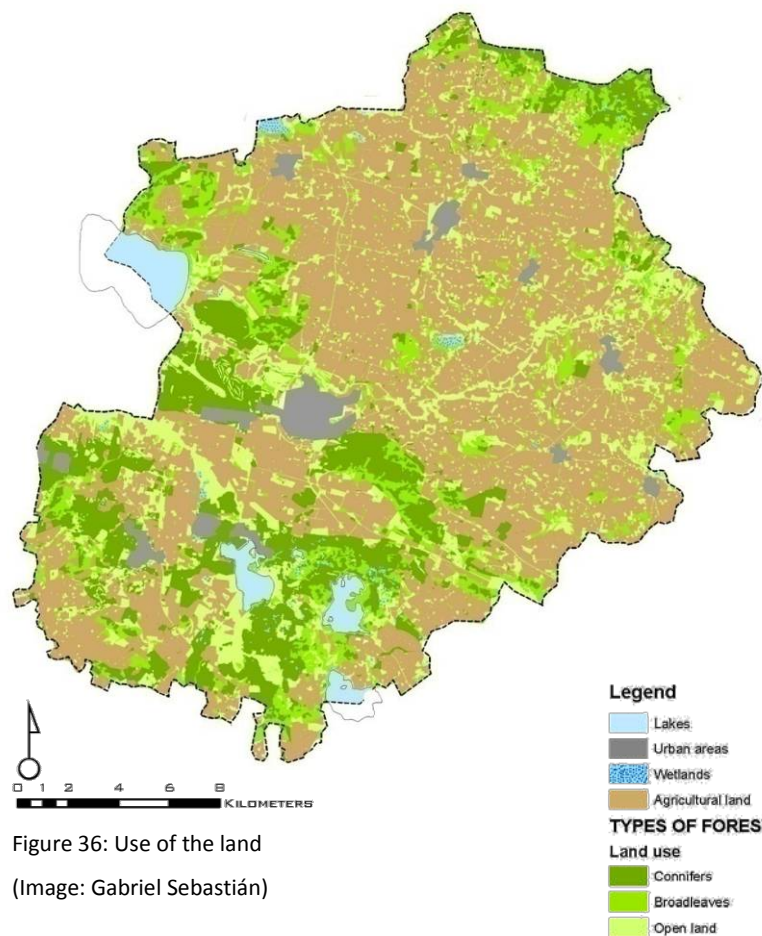 Legend
Lakes
Urban areas
Wetlands
Agricultural land
TYPES OF FORES
Land use
Connifers
Broadleaves
Open land
0 1 2 4 6 8
KILOMETERS
Figure 36: Use of the land
(Image: Gabriel Sebastián)